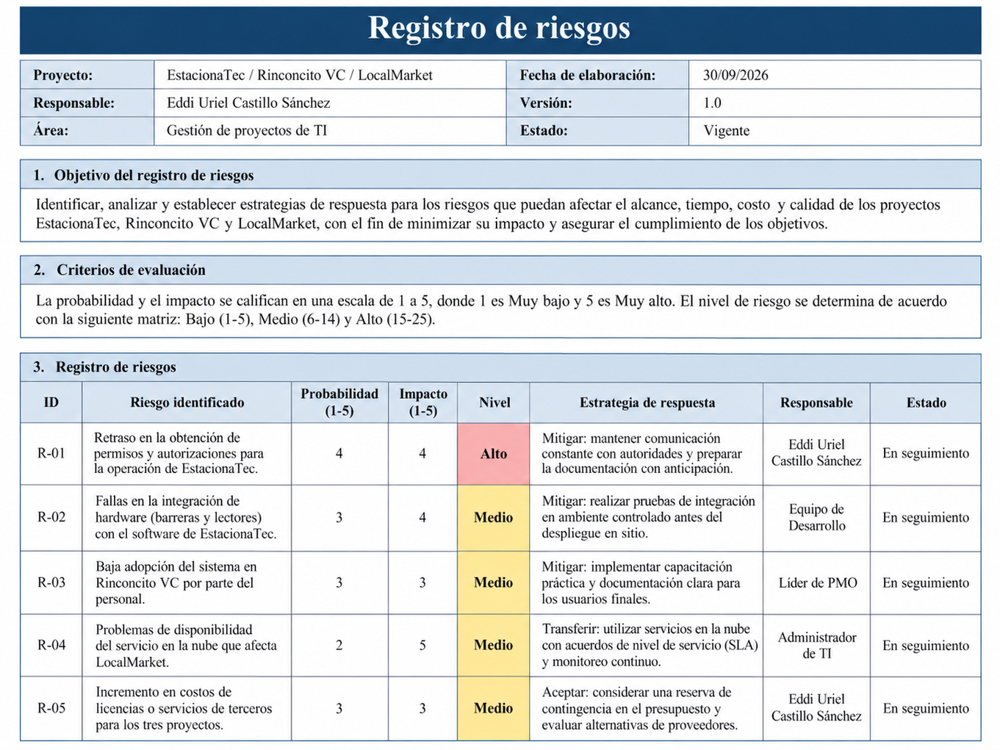 Registro de riesgos
Proyecto: EstacionaTec / Rinconcito VC / LocalMarket Fecha de elaboración: 30/09/2026
Responsable: Eddi Uriel Castillo Sánchez Versión: 1.0
Área: Gestión de proyectos de TI Estado: Vigente
1. Objetivo del registro de riesgos
Identificar, analizar y establecer estrategias de respuesta para los riesgos que puedan afectar el alcance, tiempo, costo y calidad de los proyectos
EstacionaTec, Rinconcito VC y LocalMarket, con el fin de minimizar su impacto y asegurar el cumplimiento de los objetivos.
2. Criterios de evaluación
La probabilidad y el impacto se califican en una escala de 1 a 5, donde 1 es Muy bajo y 5 es Muy alto. El nivel de riesgo se determina de acuerdo
con la siguiente matriz: Bajo (1-5), Medio (6-14) y Alto (15-25).
3. Registro de riesgos
ID
Riesgo identificado
Probabilidad
(1-5)
Impacto
(1-5)
Nivel
Estrategia de respuesta
Responsable
Estado
R-01
Retraso en la obtención de
permisos y autorizaciones para
la operación de EstacionaTec.
4
4
Alto
Mitigar: mantener comunicación
constante con autoridades y preparar
la documentación con anticipación.
Eddi Uriel
Castillo Sánchez
En seguimiento
R-02
Fallas en la integración de
hardware (barreras y lectores)
con el software de EstacionaTec.
3
4
Medio
Mitigar: realizar pruebas de integración
en ambiente controlado antes del
despliegue en sitio.
Equipo de
Desarrollo
En seguimiento
R-03
Baja adopción del sistema en
Rinconcito VC por parte del
personal.
3
3
Medio
Mitigar: implementar capacitación
práctica y documentación clara para
los usuarios finales.
Líder de PMO
En seguimiento
R-04
Problemas de disponibilidad
del servicio en la nube que afecta
LocalMarket.
2
5
Medio
Transferir: utilizar servicios en la nube
con acuerdos de nivel de servicio (SLA)
y monitoreo continuo.
Administrador
de TI
En seguimiento
R-05
Incremento en costos de
licencias o servicios de terceros
para los tres proyectos.
3
3
Medio
Aceptar: considerar una reserva de
contingencia en el presupuesto y
evaluar alternativas de proveedores.
Eddi Uriel
Castillo Sánchez
En seguimiento